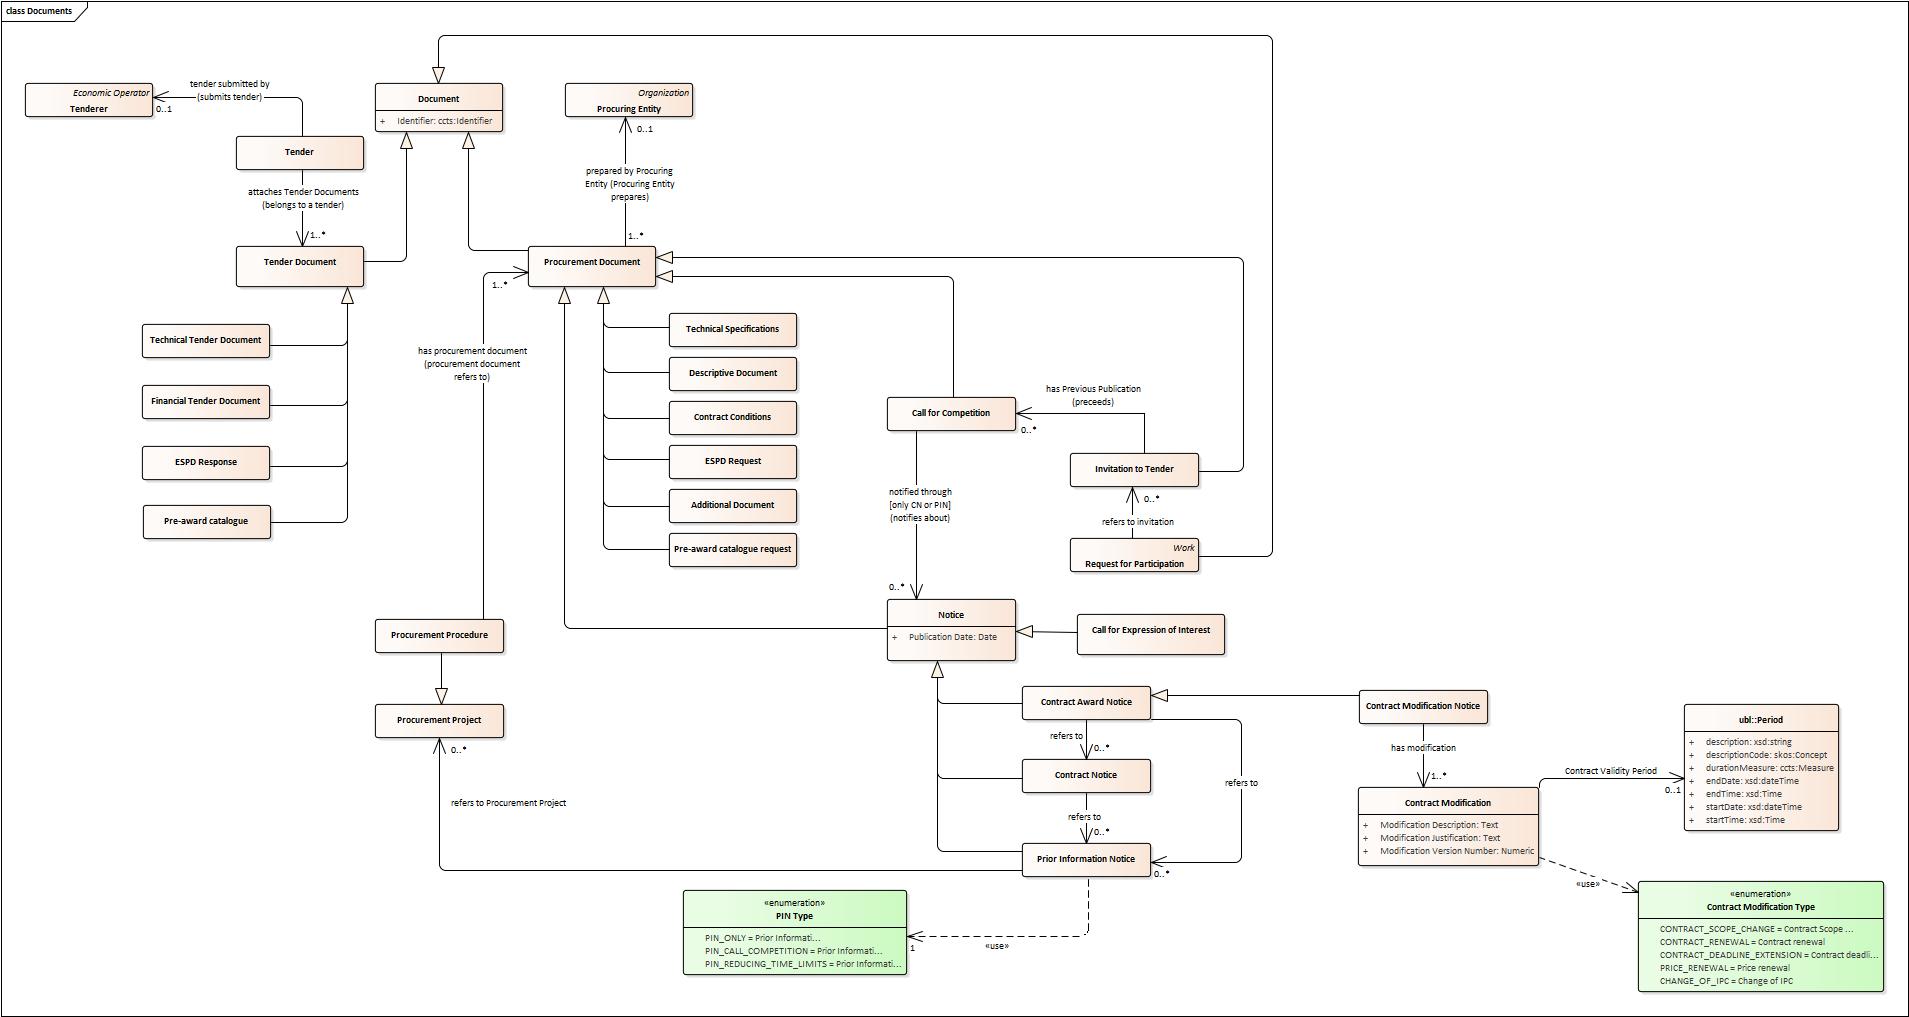 class Documents
Economic Operator
Tenderer
0..1
tender submitted by
(submits tender)
Tender
attaches Tender Documents
(belongs to a tender)
1..*
Tender Document
Technical Tender Document
Financial Tender Document
ESPD Response
Pre-award catalogue
Document
+ Identifier: ccts:Identifier
Organization
Procuring Entity
0..1
prepared by Procuring
Entity (Procuring Entity
prepares)
1..*
Procurement Document
1..*
has procurement document
(procurement document
refers to)
Technical Specifications
Descriptive Document
Contract Conditions
ESPD Request
Additional Document
Pre-award catalogue request
Call for Competition
has Previous Publication
(preceeds)
0..*
Invitation to Tender
0..*
refers to invitation
Work
Request for Participation
notified through
[only CN or PIN]
(notifies about)
0..*
Notice
+ Publication Date: Date
Call for Expression of Interest
Procurement Procedure
Procurement Project
0..*
refers to Procurement Project
Contract Award Notice
refers to
0..*
Contract Notice
refers to
refers to
0..*
Prior Information Notice
0..*
«use»
1
«enumeration»
PIN Type
PIN_ONLY = Prior Informati...
PIN_CALL_COMPETITION = Prior Informati...
PIN_REDUCING_TIME_LIMITS = Prior Informati...
Contract Modification Notice
has modification
1..*
Contract Modification
+ Modification Description: Text
+ Modification Justification: Text
+ Modification Version Number: Numeric
Contract Validity Period
0..1
ubl::Period
+ description: xsd:string
+ descriptionCode: skos:Concept
+ durationMeasure: ccts:Measure
+ endDate: xsd:dateTime
+ endTime: xsd:Time
+ startDate: xsd:dateTime
+ startTime: xsd:Time
«use»
«enumeration»
Contract Modification Type
CONTRACT_SCOPE_CHANGE = Contract Scope ...
CONTRACT_RENEWAL = Contract renewal
CONTRACT_DEADLINE_EXTENSION = Contract deadli...
PRICE_RENEWAL = Price renewal
CHANGE_OF_IPC = Change of IPC